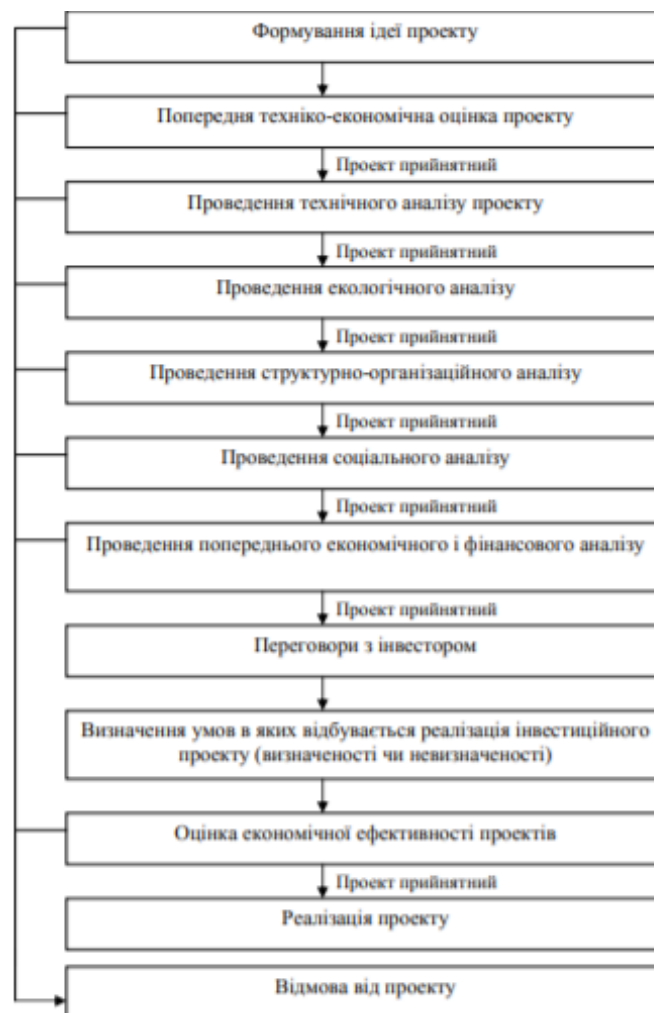 Формування ідеї проекту
Попередня техніко-економічна оцінка проекту
Проект прийнятний
Проведення технічного аналізу проекту
Проект прийнятний
Проведення екологічного аналізу
Проект прийнятний
Проведення структурно-організаційного аналізу
Проект прийнятний
Проведення соціального аналізу
Проект прийнятний
Проведення попереднього економічного і фінансового аналізу
Проект прийнятний
Переговори з інвестором
Визначення умов в яких відбувається реалізація інвестиційного
проекту (визначеності чи невизначеності)
Оцінка економічної ефективності проектів
Проект прийнятний
Реалізація проекту
Відмова від проекту